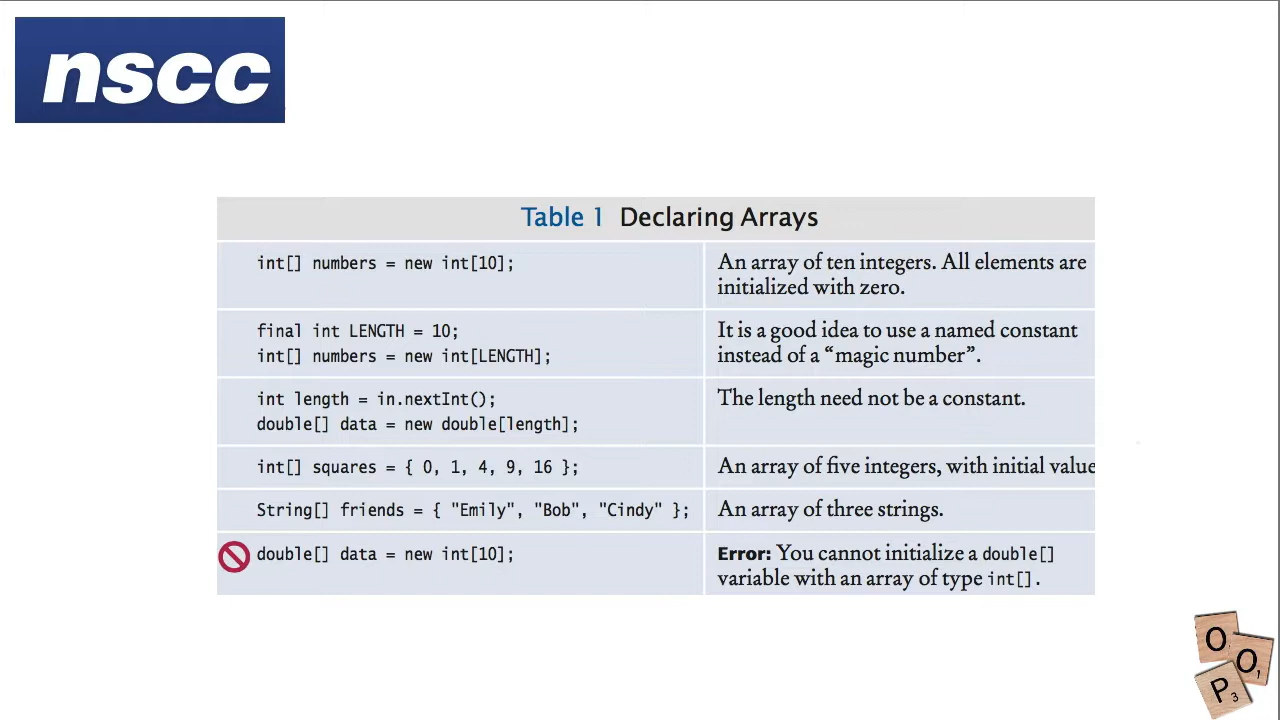 nscc
Table 1 Declaring Arrays
int[] numbers = new int[10];
An array of ten integers. All elements are
initialized with zero.
final int LENGTH = 10;
int[] numbers = new int[LENGTH];
It is a good idea to use a named constant
instead of a “magic number”.
int length = in.nextInt();
double[] data = new double[length];
The length need not be a constant.
int[] squares = { 0, 1, 4, 9, 16 };
An array of five integers, with initial value
String[] friends = { "Emily", "Bob", "Cindy" };
An array of three strings.
double[] data = new int[10];
Error: You cannot initialize a double[]
variable with an array of type int[].
O
O1
P3